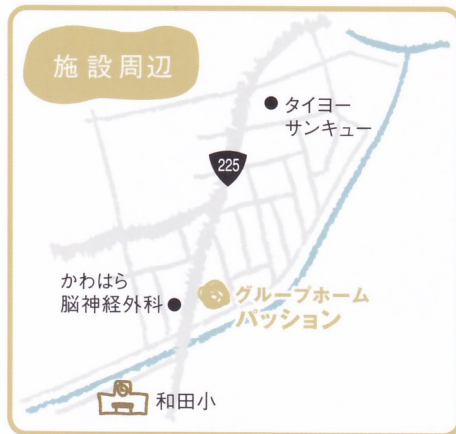 施設周辺
タイヨー
サンキュー
225
かわはら
脳神経外科
グループホーム
パッション
和田小